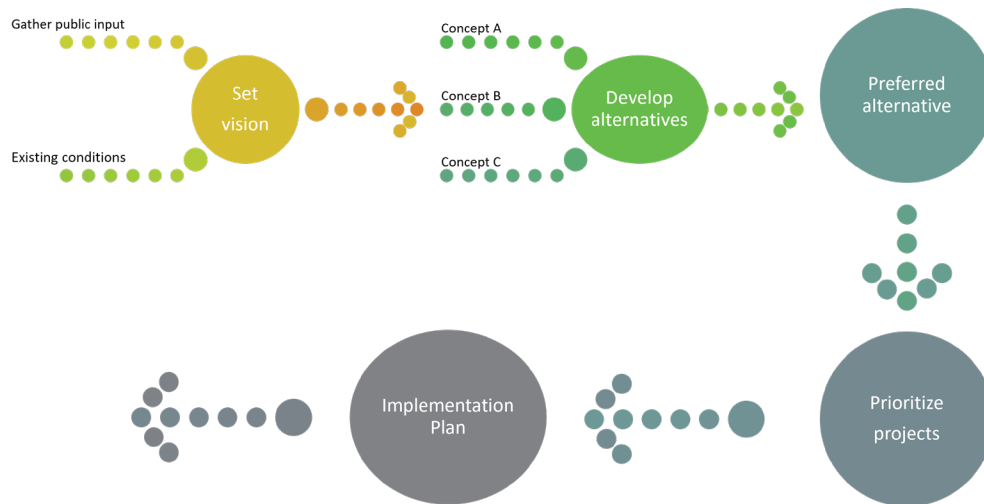 Gather public input
Set
vision
Existing conditions
Concept A
Concept B
Concept C
Develop
alternatives
Preferred
alternative
Prioritize
projects
Implementation
Plan